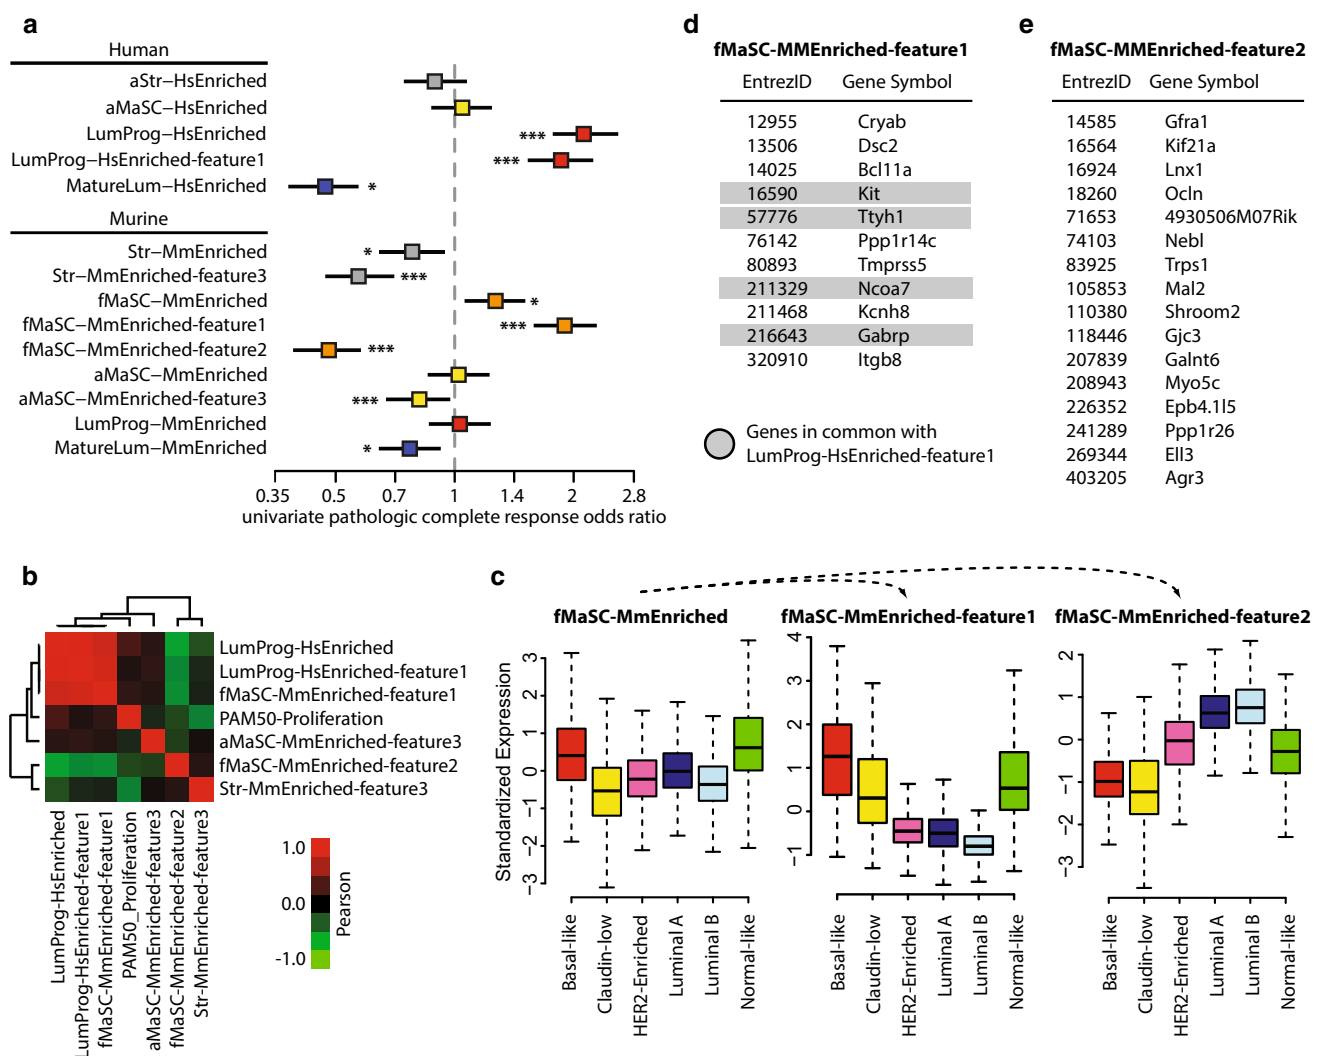 a
Human
aStr–HsEnriched
aMaSC–HsEnriched
LumProg–HsEnriched
***
LumProg–HsEnriched-feature1
***
MatureLum–HsEnriched
*
Murine
Str–MmEnriched
*
Str–MmEnriched-feature3
***
fMaSC–MmEnriched
*
fMaSC–MmEnriched-feature1
***
fMaSC–MmEnriched-feature2
***
aMaSC–MmEnriched
aMaSC–MmEnriched-feature3
***
LumProg–MmEnriched
MatureLum–MmEnriched
*
0.35 0.5 0.7 1 1.4 2 2.8
univariate pathologic complete response odds ratio
d
fMaSC-MMEnriched-feature1
EntrezID Gene Symbol
12955 Cryab
13506 Dsc2
14025 Bcl11a
16590 Kit
57776 Ttyh1
76142 Ppp1r14c
80893 Tmprss5
211329 Ncoa7
211468 Kcnh8
216643 Gabrp
320910 Itgb8
Genes in common with
LumProg-HsEnriched-feature1
e
fMaSC-MMEnriched-feature2
EntrezID Gene Symbol
14585 Gfra1
16564 Kif21a
16924 Lnx1
18260 Ocln
71653 4930506M07Rik
74103 Nebl
83925 Trps1
105853 Mal2
110380 Shroom2
118446 Gjc3
207839 Galnt6
208943 Myo5c
226352 Epb4.1l5
241289 Ppp1r26
269344 Ell3
403205 Agr3
b
LumProg-HsEnriched
LumProg-HsEnriched-feature1
fMaSC-MmEnriched-feature1
PAM50-Proliferation
aMaSC-MmEnriched-feature3
fMaSC-MmEnriched-feature2
Str-MmEnriched-feature3
LumProg-HsEnriched
LumProg-HsEnriched-feature1
fMaSC-MmEnriched-feature1
PAM50_Proliferation
aMaSC-MmEnriched-feature3
fMaSC-MmEnriched-feature2
Str-MmEnriched-feature3
1.0
0.0
-1.0
Pearson
c
fMaSC-MmEnriched
Standardized Expression
3
2
1
0
−1
−2
−3
Basal-like
Claudin-low
HER2-Enriched
Luminal A
Luminal B
Normal-like
fMaSC-MmEnriched-feature1
4
3
2
1
0
−1
Basal-like
Claudin-low
HER2-Enriched
Luminal A
Luminal B
Normal-like
fMaSC-MmEnriched-feature2
2
1
0
−1
−2
−3
Basal-like
Claudin-low
HER2-Enriched
Luminal A
Luminal B
Normal-like